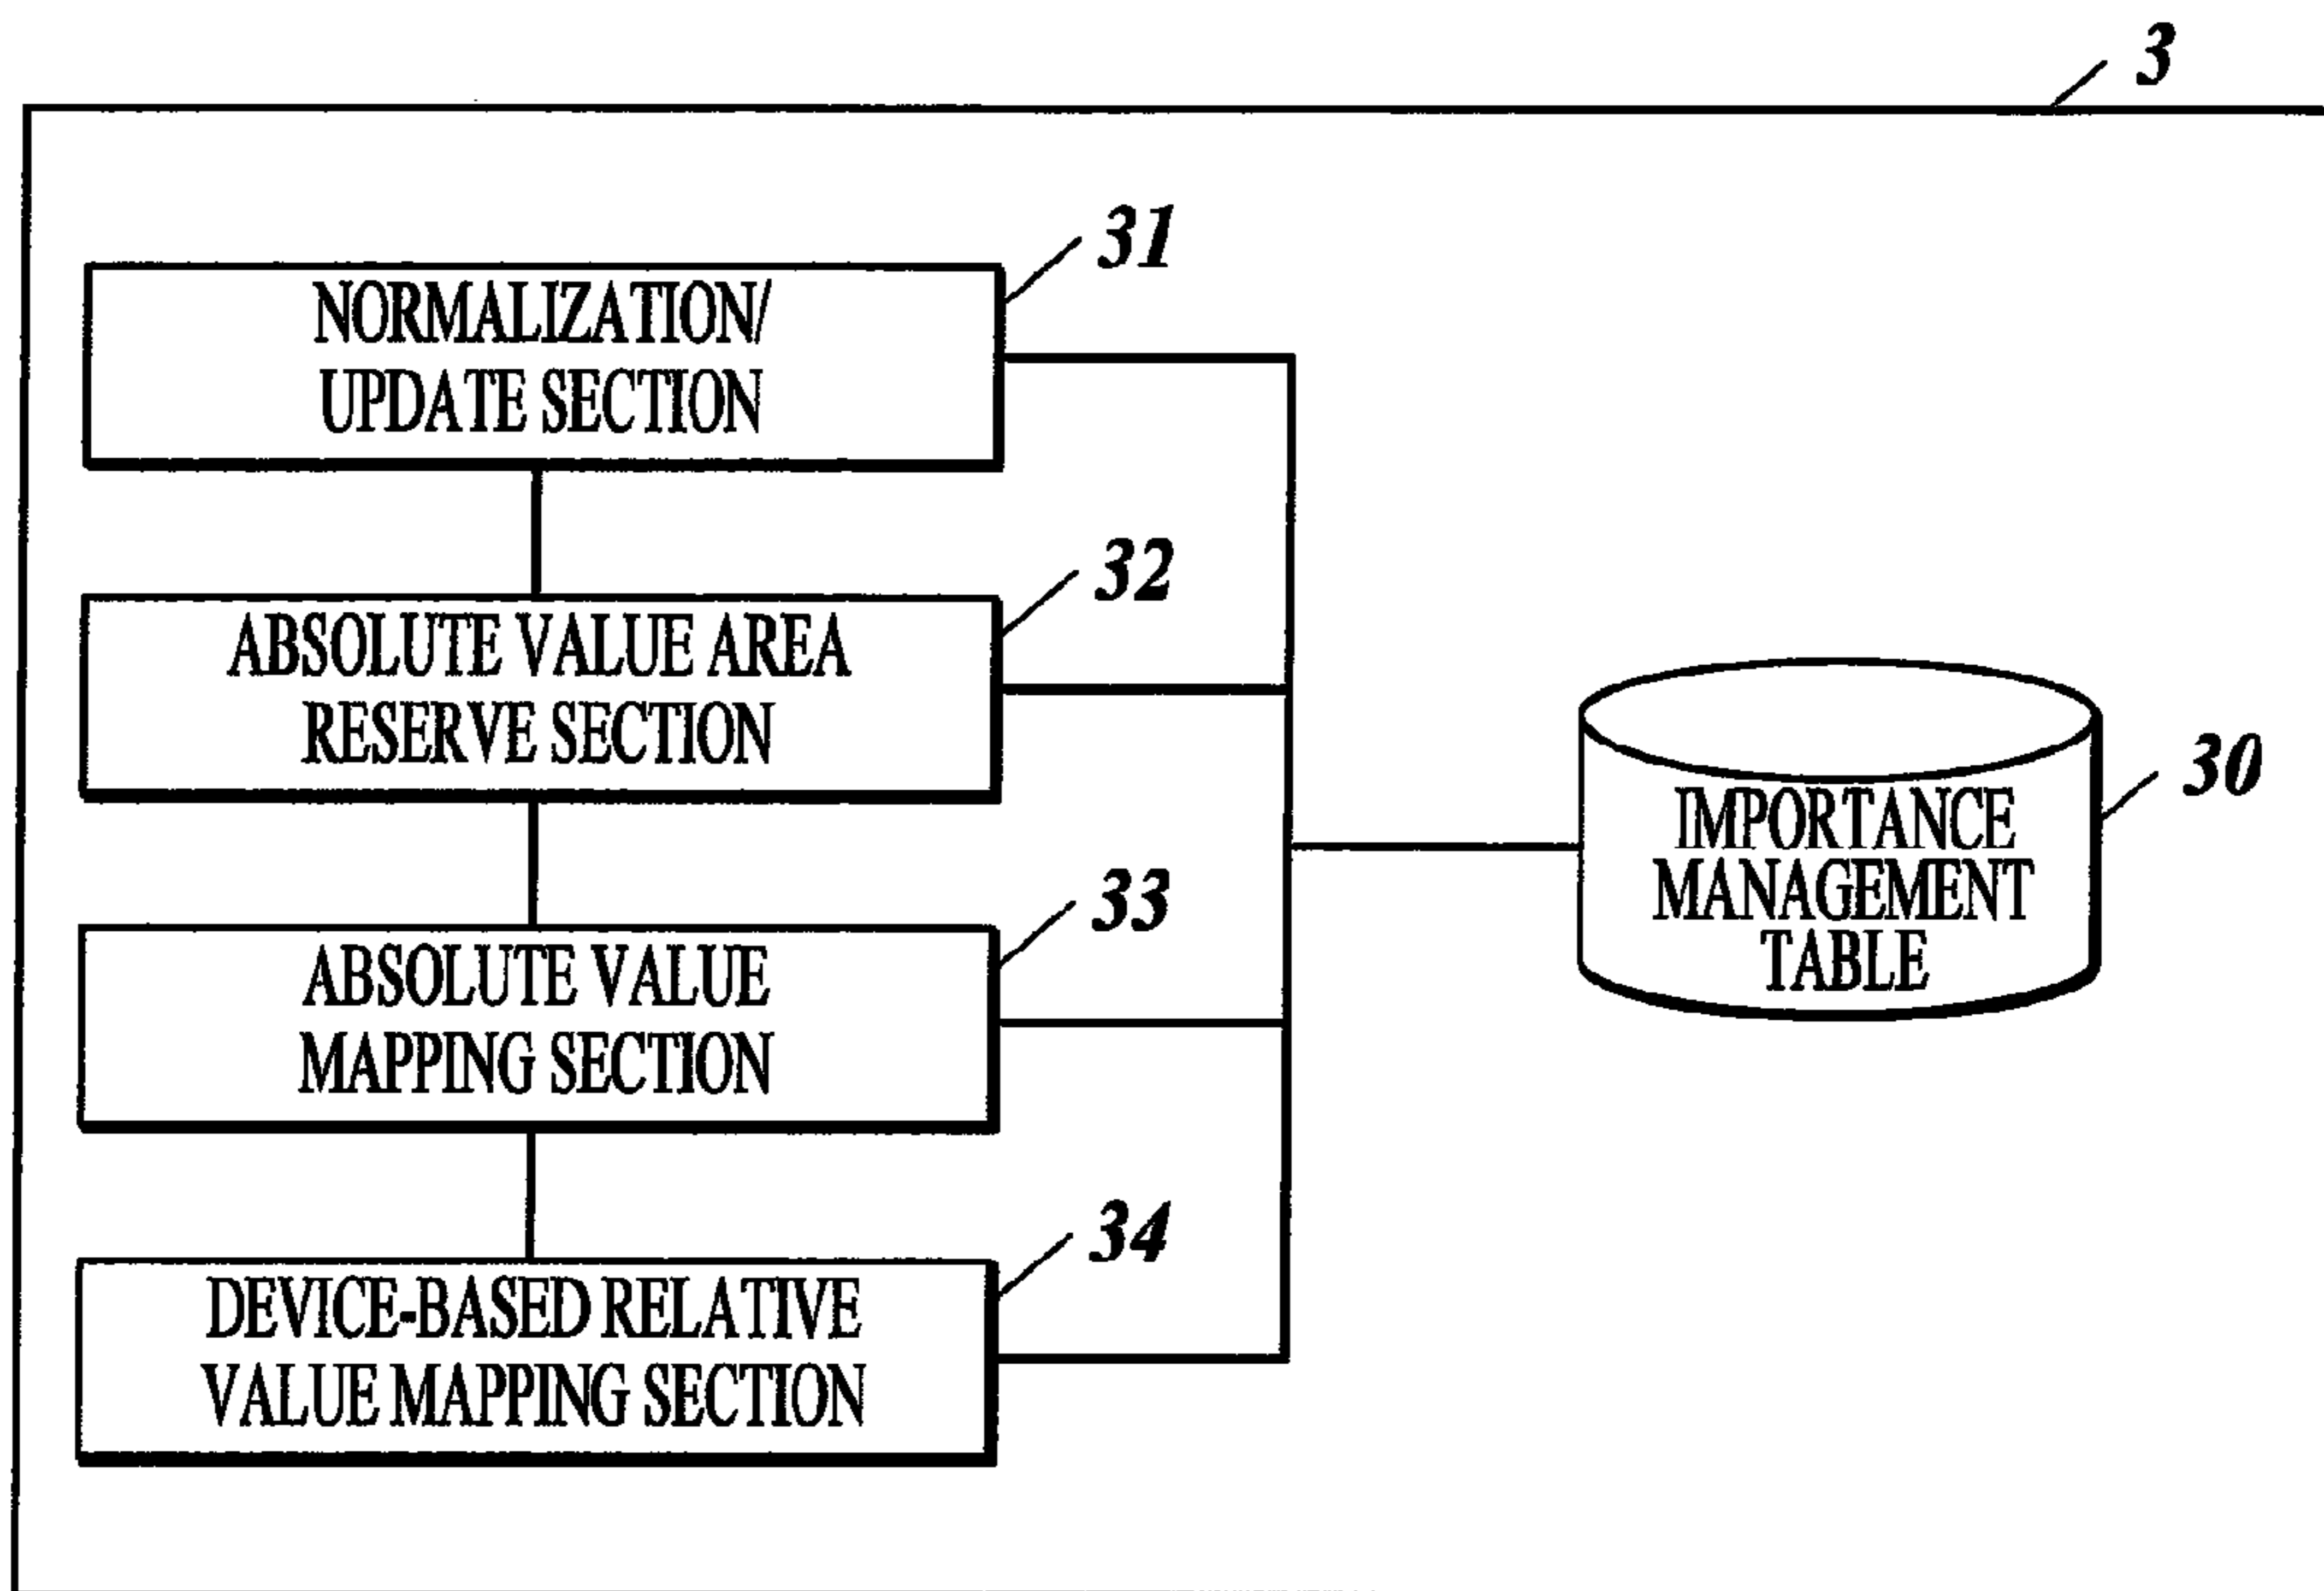 3
31
NORMALIZATION/
UPDATE SECTION
32
ABSOLUTE VALUE AREA
RESERVE SECTION
30
IMPORTANCE
MANAGEMENT
TABLE
33
ABSOLUTE VALUE
MAPPING SECTION
34
DEVICE-BASED RELATIVE
VALUE MAPPING SECTION